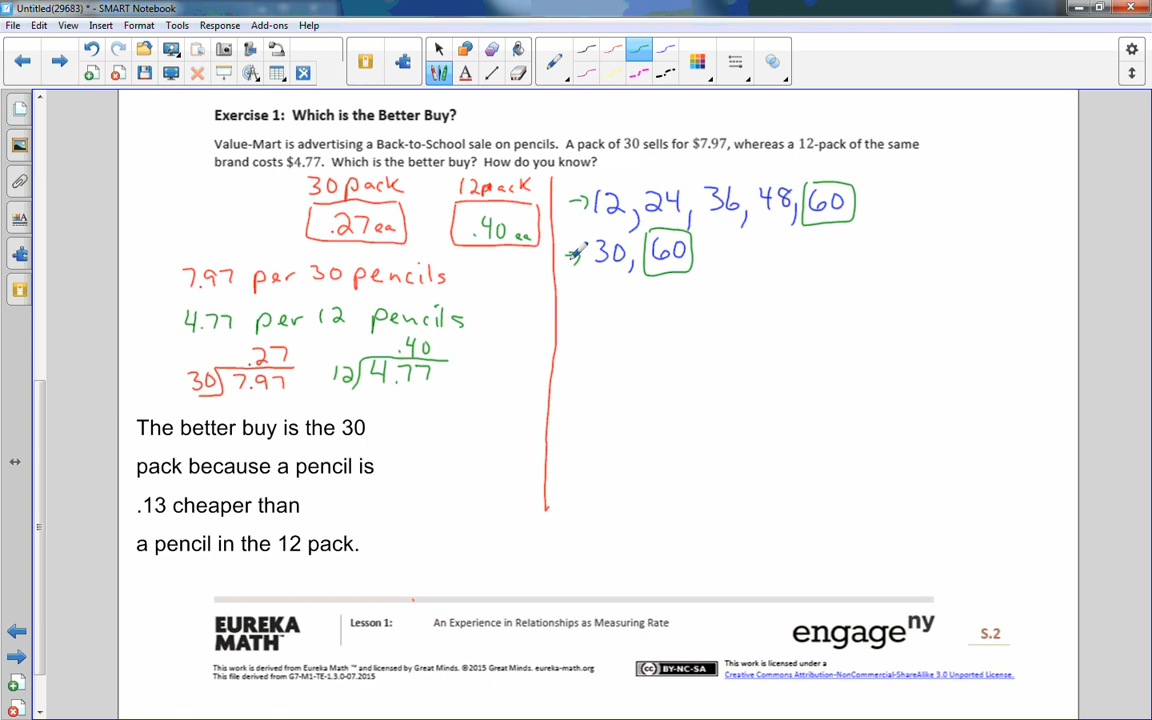 Untitled(29683) * - SMART Notebook
File Edit View Insert Format Tools Response Add-ons Help
Exercise 1: Which is the Better Buy?
Value-Mart is advertising a Back-to-School sale on pencils. A pack of 30 sells for $7.97, whereas a 12-pack of the same
brand costs $4.77. Which is the better buy? How do you know?
30 pack 12 pack
.27 ea .40 ea
→12, 24, 36, 48, 60
→ 30, 60
7.97 per 30 pencils
4.77 per 12 pencils
.27 .40
30 7.97 12 4.77
The better buy is the 30
pack because a pencil is
.13 cheaper than
a pencil in the 12 pack.
EUREKA
MATH™
Lesson 1: An Experience in Relationships as Measuring Rate
engageny
S.2
This work is derived from Eureka Math ™ and licensed by Great Minds. ©2015 Great Minds. eureka-math.org
This file derived from G7-M1-TE-1.3.0-07.2015
(cc) BY-NC-SA
This work is licensed under a
Creative Commons Attribution-NonCommercial-ShareAlike 3.0 Unported License.